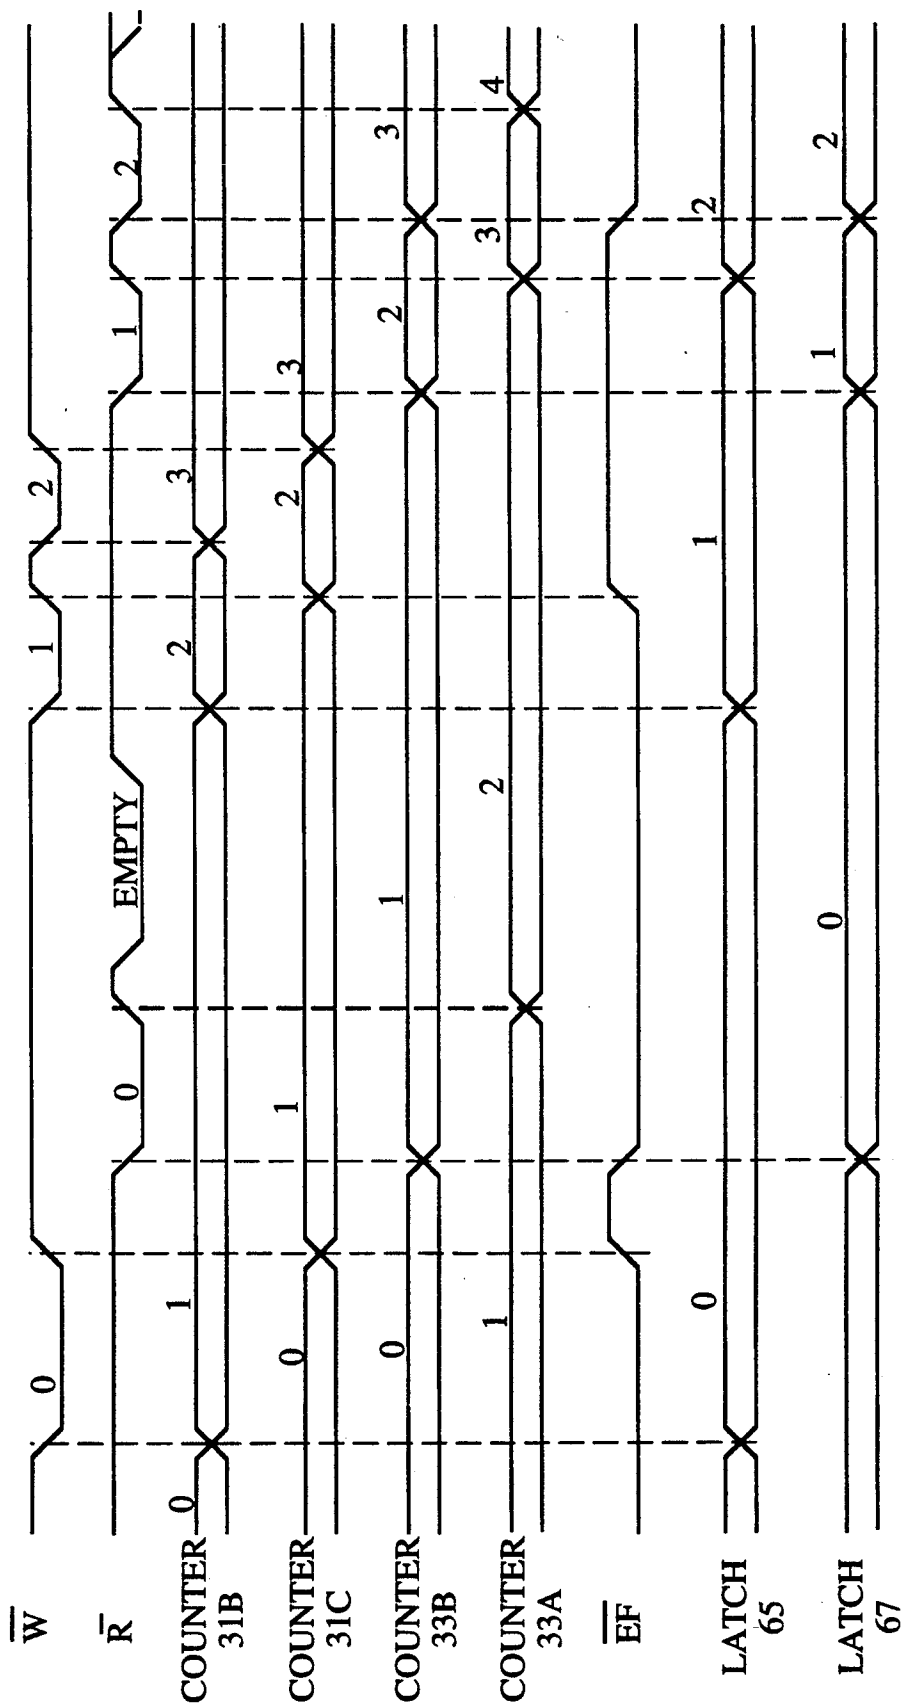 W̅ 0 1 2
R̅ 0 EMPTY 1 2
COUNTER 0 1 2 3
31B
COUNTER 0 1 2 3
31C
COUNTER 0 1 2 3
33B
COUNTER 1 2 3 4
33A
E̅F̅
LATCH 0 1 2
65
LATCH 0 1 2
67